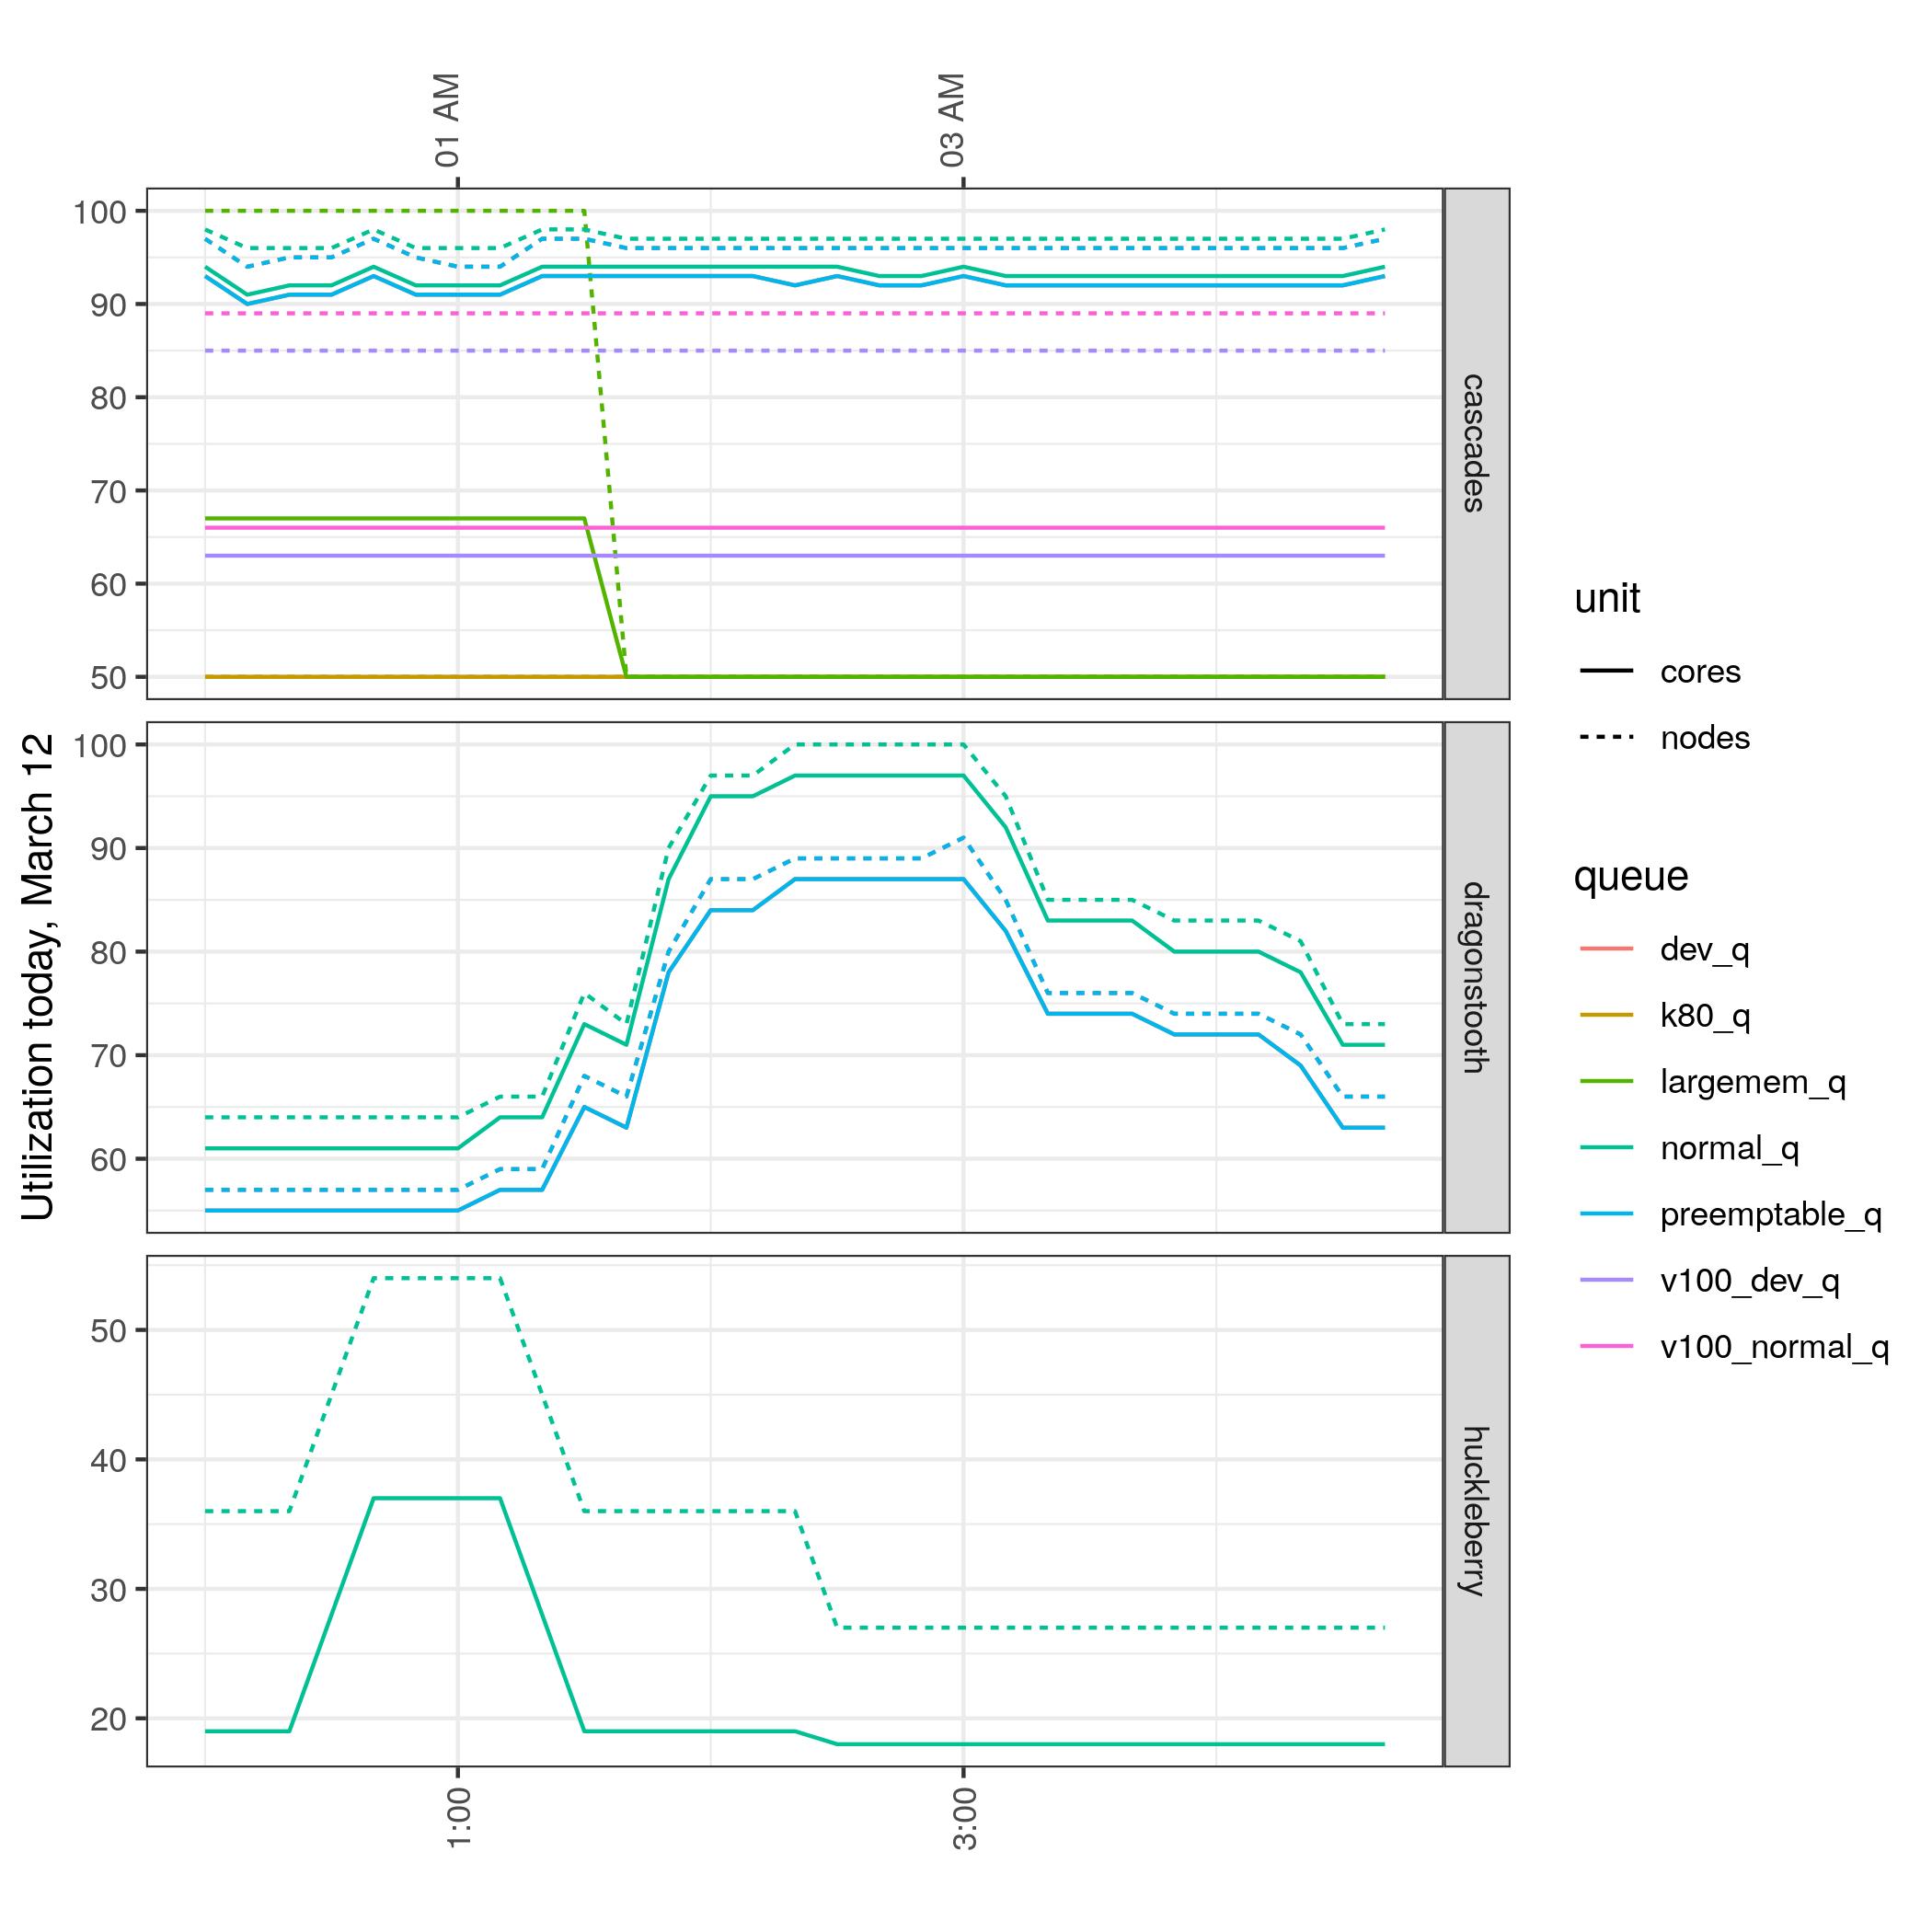 01 AM
03 AM
Utilization today, March 12
100
90
80
70
60
50
cascades
100
90
80
70
60
dragonstooth
50
40
30
20
huckleberry
1:00
3:00
unit
cores
nodes
queue
dev_q
k80_q
largemem_q
normal_q
preemptable_q
v100_dev_q
v100_normal_q